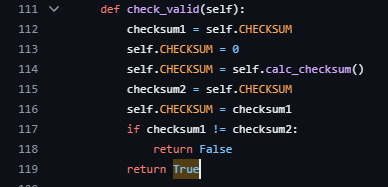 111 def check_valid(self):
112 checksum1 = self.CHECKSUM
113 self.CHECKSUM = 0
114 self.CHECKSUM = self.calc_checksum()
115 checksum2 = self.CHECKSUM
116 self.CHECKSUM = checksum1
117 if checksum1 != checksum2:
118 return False
119 return True